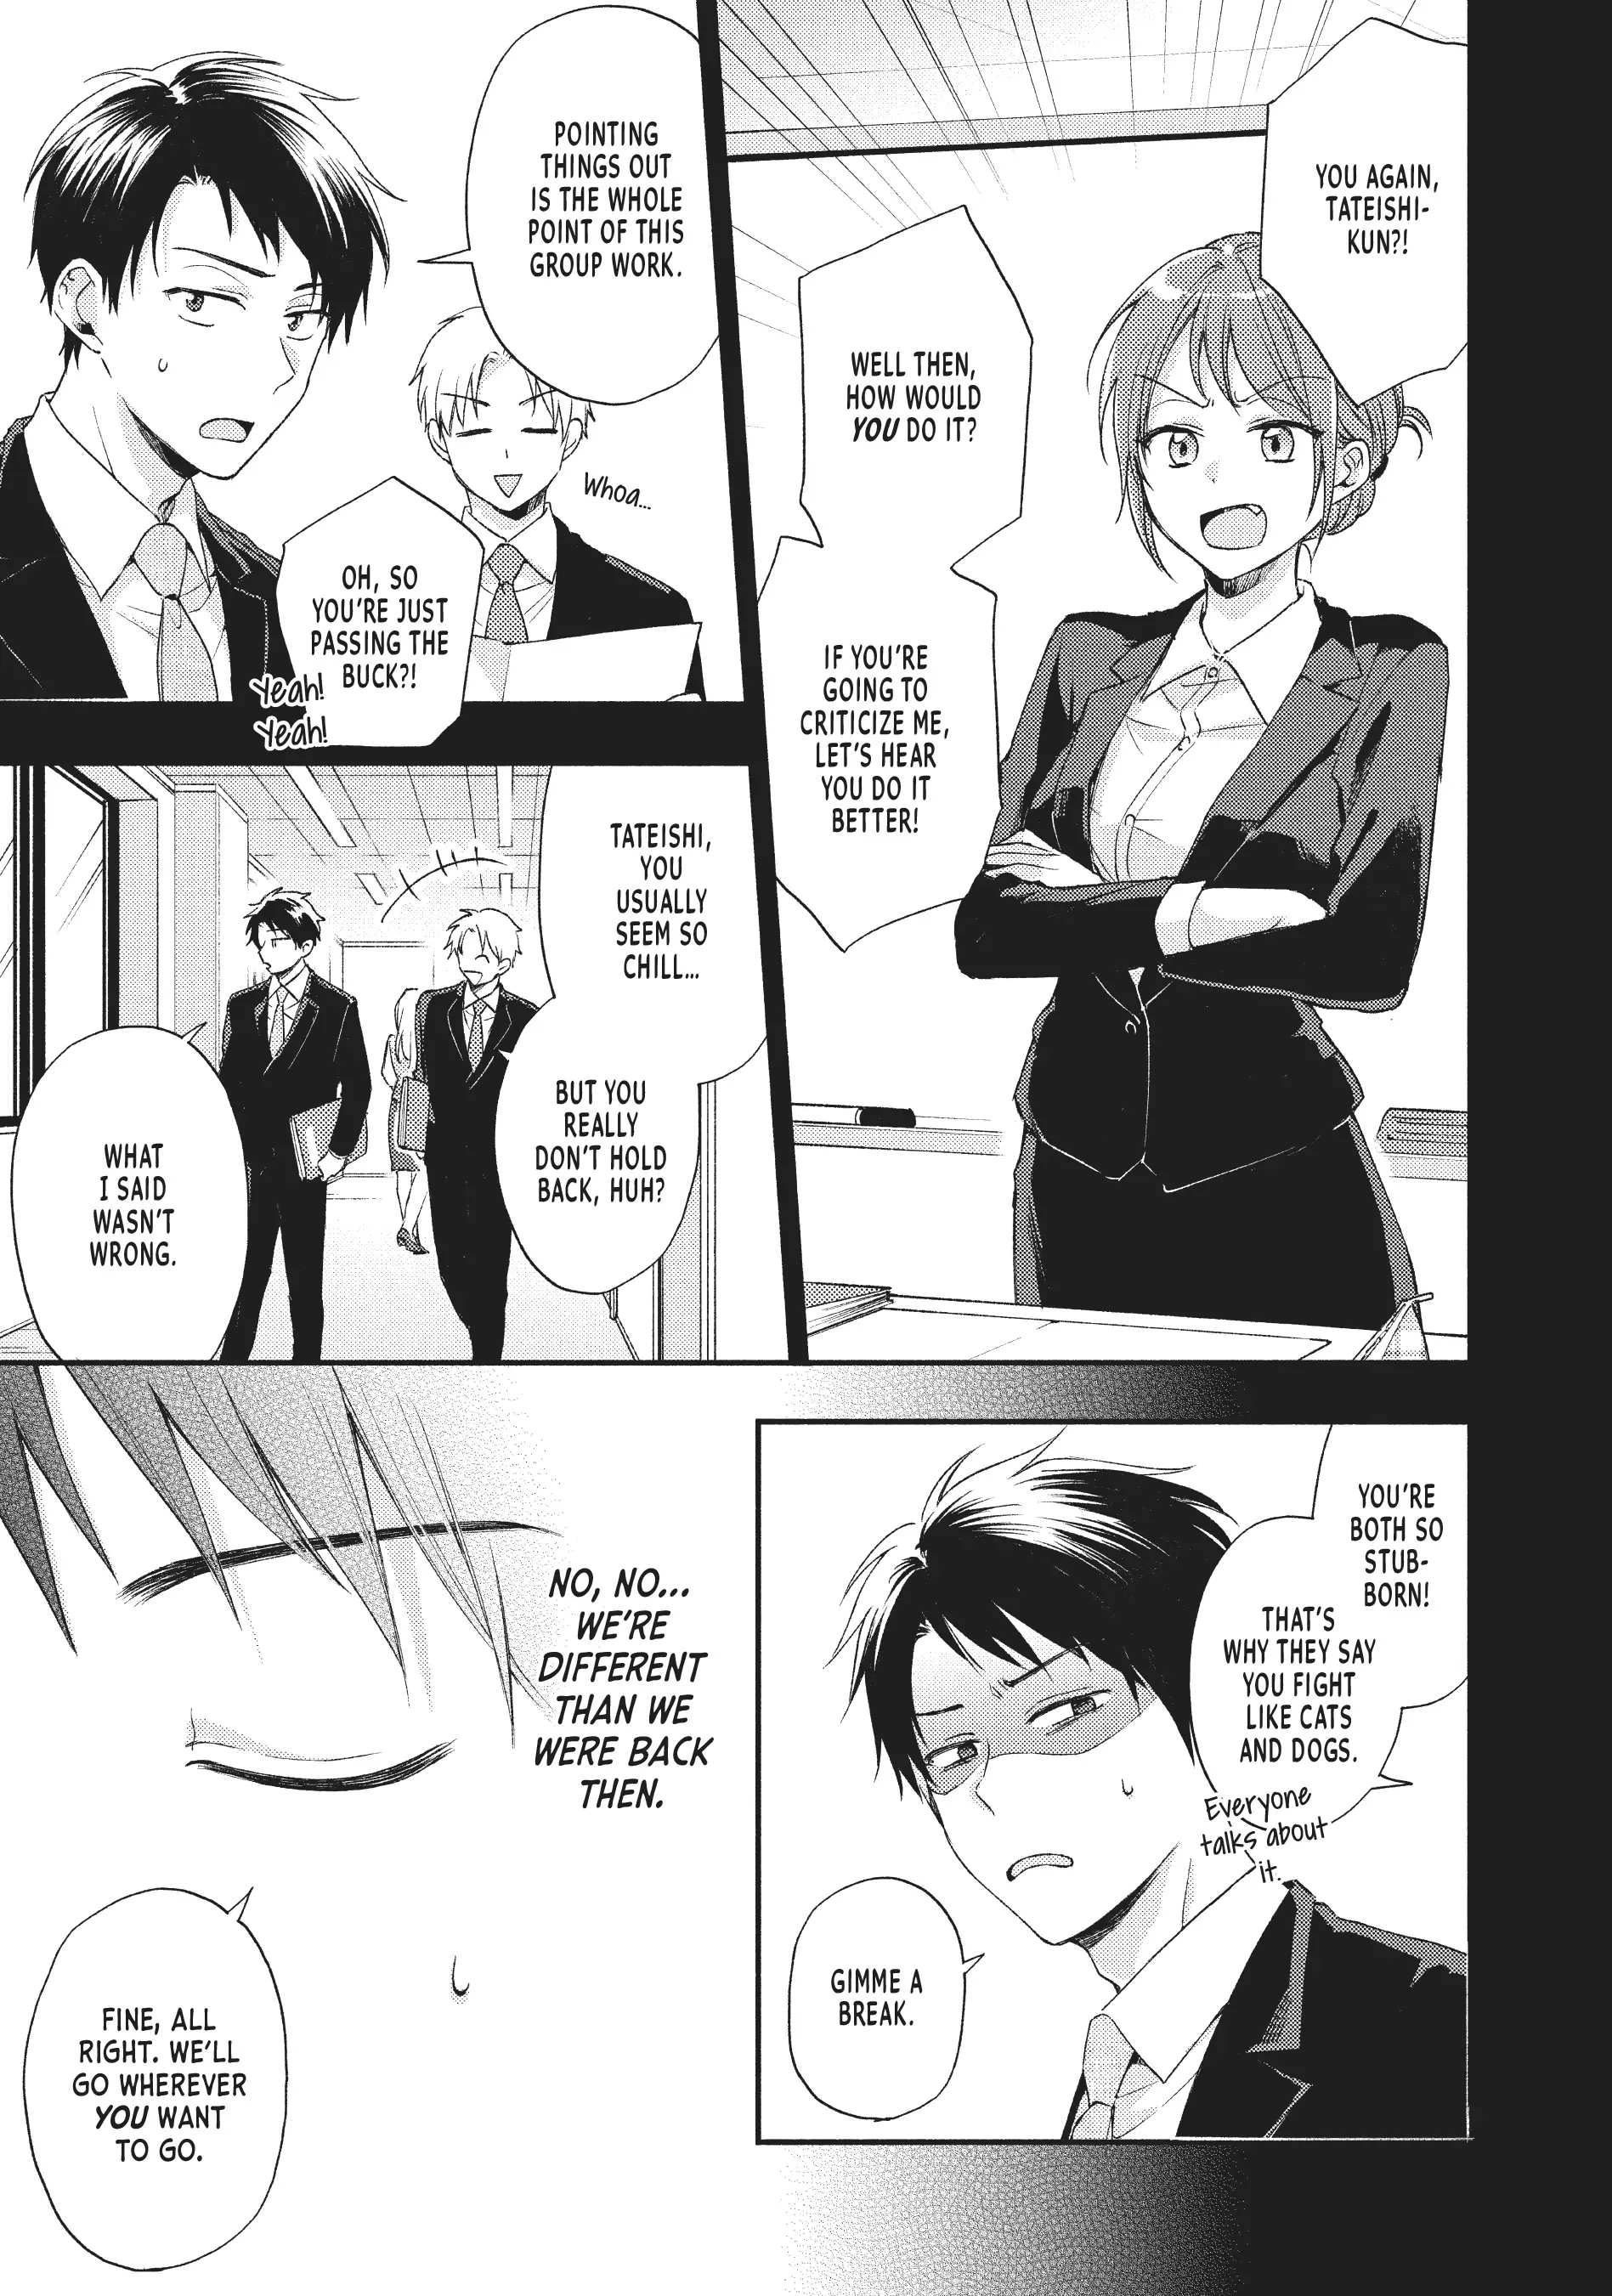 YOU AGAIN,
TATEISHI-
KUN?!
WELL THEN,
HOW WOULD
YOU DO IT?
IF YOU'RE
GOING TO
CRITICIZE ME,
LET'S HEAR
YOU DO IT
BETTER!
POINTING
THINGS OUT
IS THE WHOLE
POINT OF THIS
GROUP WORK.
Whoa...
OH, SO
YOU'RE JUST
PASSING THE
BUCK?!
Yeah!
Yeah!
TATEISHI,
YOU
USUALLY
SEEM SO
CHILL...
BUT YOU
REALLY
DON'T HOLD
BACK, HUH?
WHAT
I SAID
WASN'T
WRONG.
YOU'RE
BOTH SO
STUB-
BORN!
THAT'S
WHY THEY SAY
YOU FIGHT
LIKE CATS
AND DOGS.
Everyone
talks about
it.
GIMME A
BREAK.
NO, NO...
WE'RE
DIFFERENT
THAN WE
WERE BACK
THEN.
FINE, ALL
RIGHT. WE'LL
GO WHEREVER
YOU WANT
TO GO.